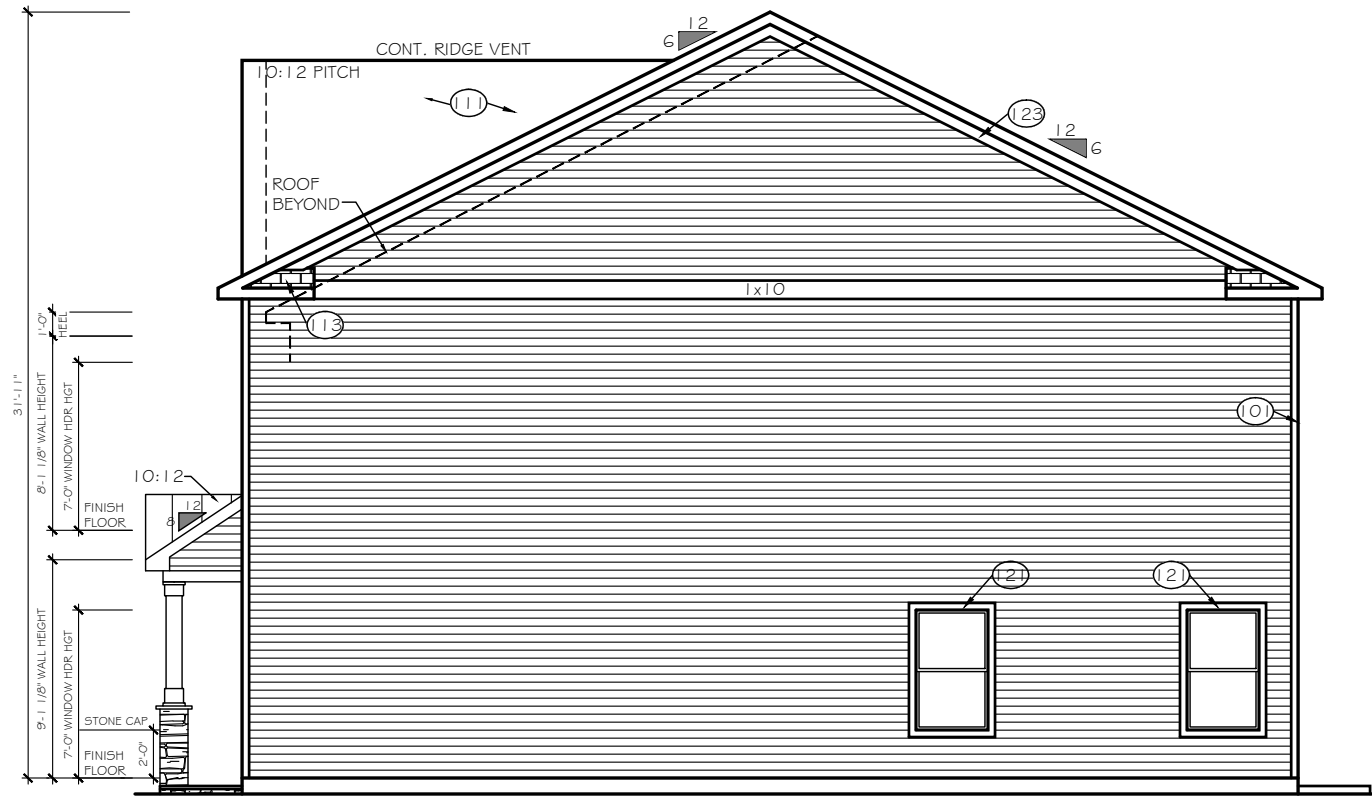 12
6
CONT. RIDGE VENT
10:12 PITCH
111
123
12
6
ROOF
BEYOND
1x10
113
1'-0"
HEEL
31'-11"
8'-1 1/8" WALL HEIGHT
7'-0" WINDOW HDR HGT
101
10:12
12
8
FINISH
FLOOR
121
121
9'-1 1/8" WALL HEIGHT
7'-0" WINDOW HDR HGT
STONE CAP
2'-0"
FINISH
FLOOR